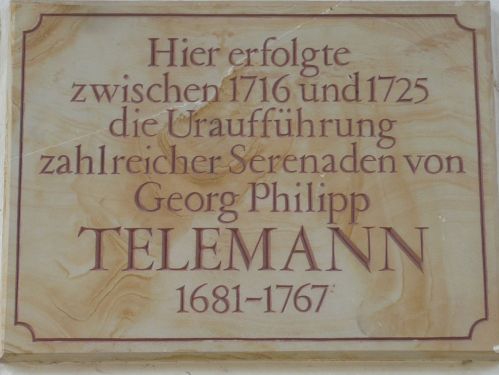 Hier erfolgte
zwischen 1716 und 1725
die Uraufführung
zahlreicher Serenaden von
Georg Philipp
TELEMANN
1681-1767